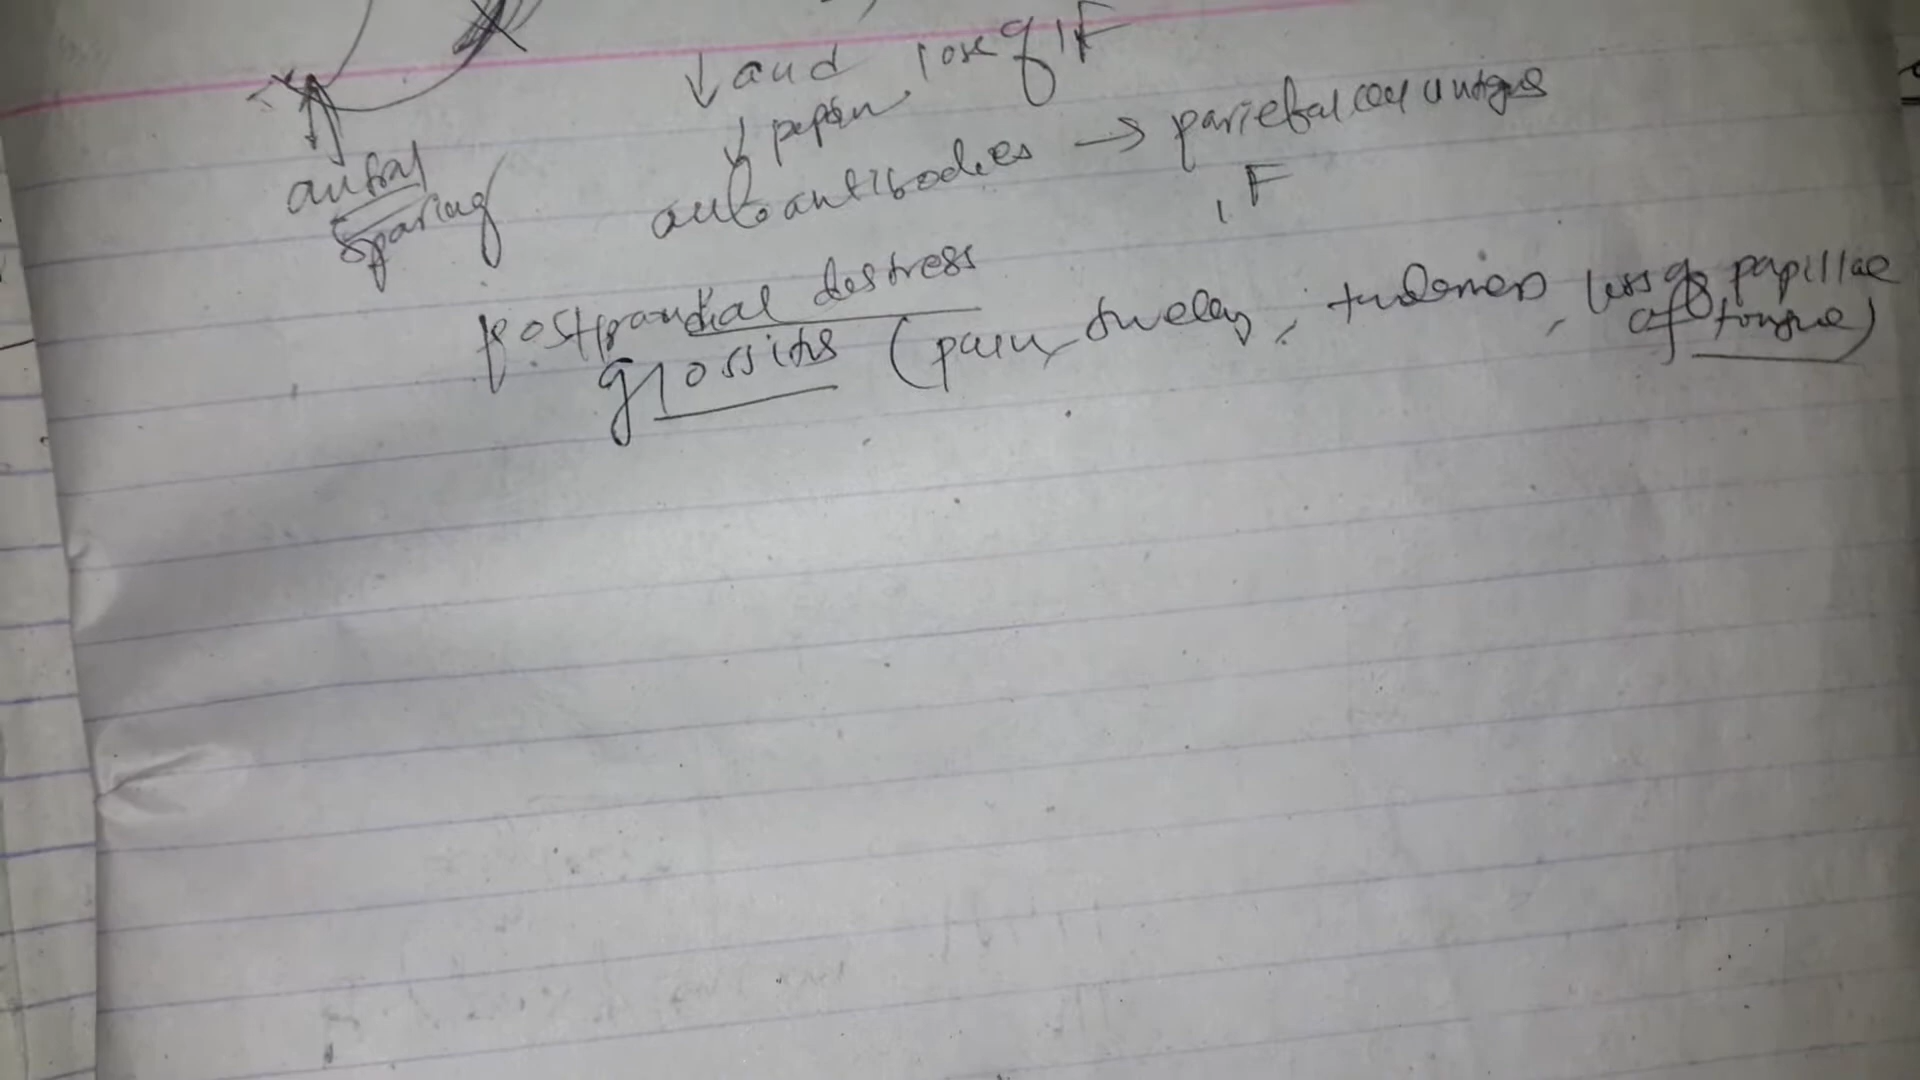 ↓ acid loss of IF
↓ pepsin
autoantibodies → parietal cell antigens
, IF
antral
sparing
postprandial destress
glossitis (pain, swelling, tenderness, loss of papillae
of tongue)